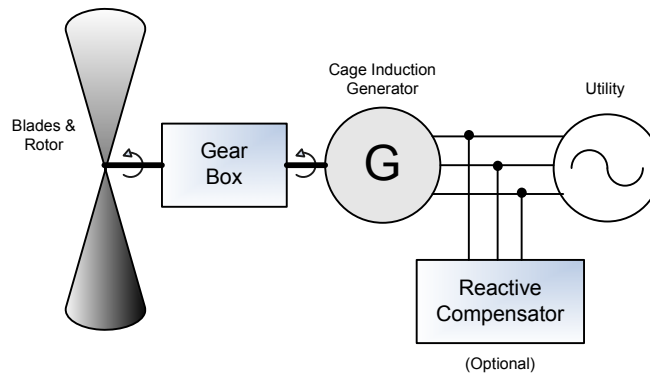 Blades &
Rotor
Gear
Box
Cage Induction
Generator
G
Utility
Reactive
Compensator
(Optional)